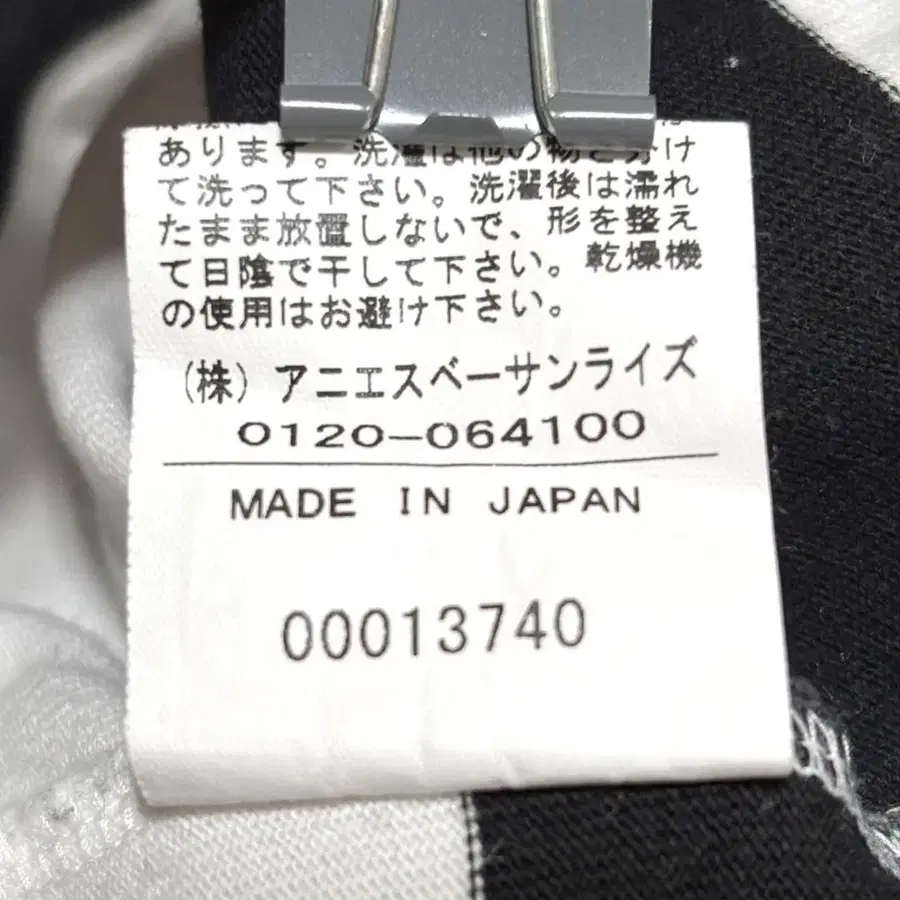 あります。洗濯は他の物と分け
て洗って下さい。洗濯後は濡れ
たまま放置しないで、形を整え
て日陰で干して下さい。乾燥機
の使用はお避け下さい。
(株)アニエスベーサンライズ
0120-064100
MADE IN JAPAN
00013740